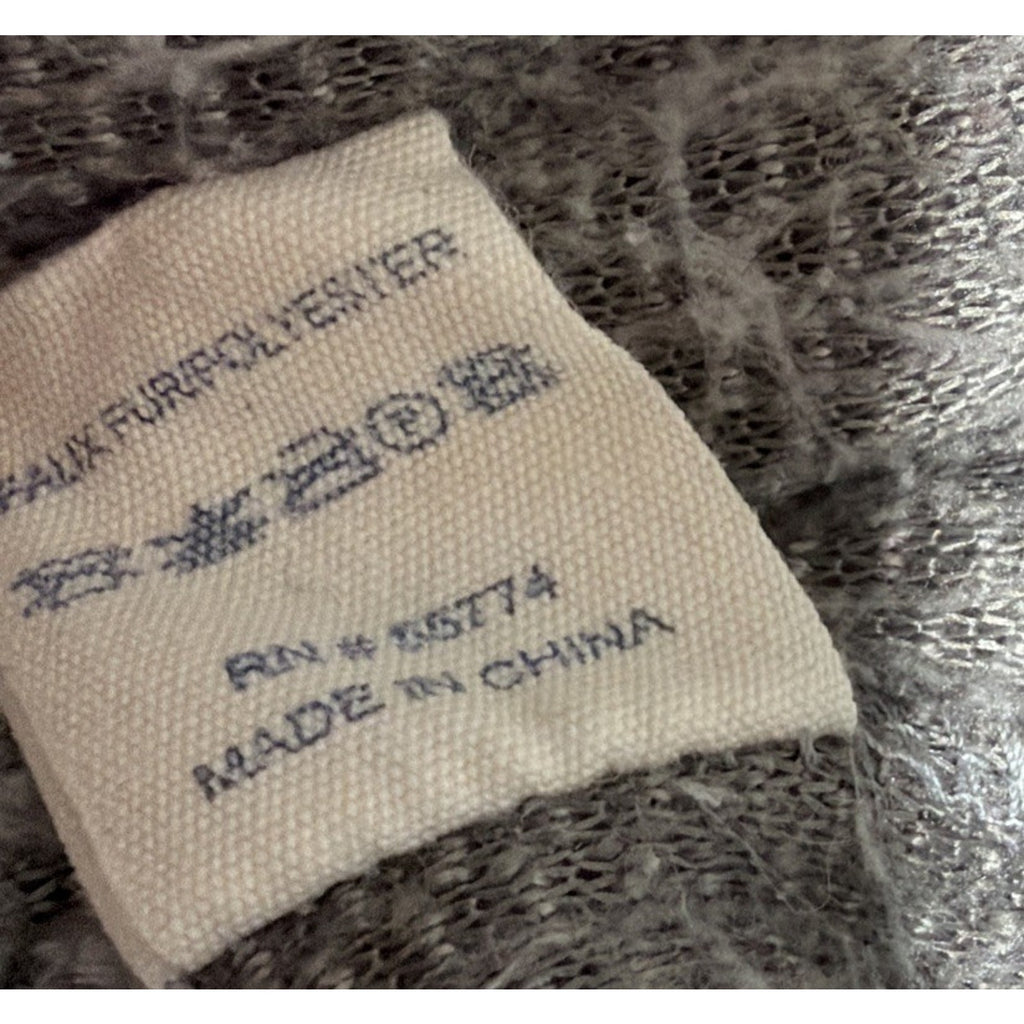 FAUX FUR/POLYESTER
P
RN # 55774
MADE IN CHINA